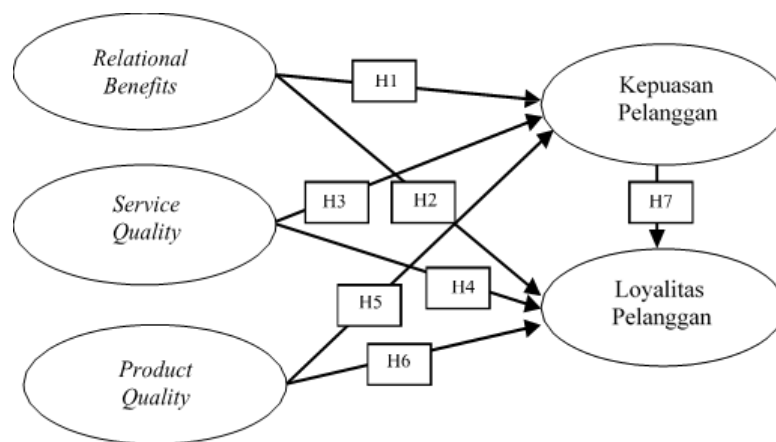 Relational
Benefits
H1
Kepuasan
Pelanggan
Service
Quality
H3
H2
H7
H4
H5
Loyalitas
Pelanggan
Product
Quality
H6